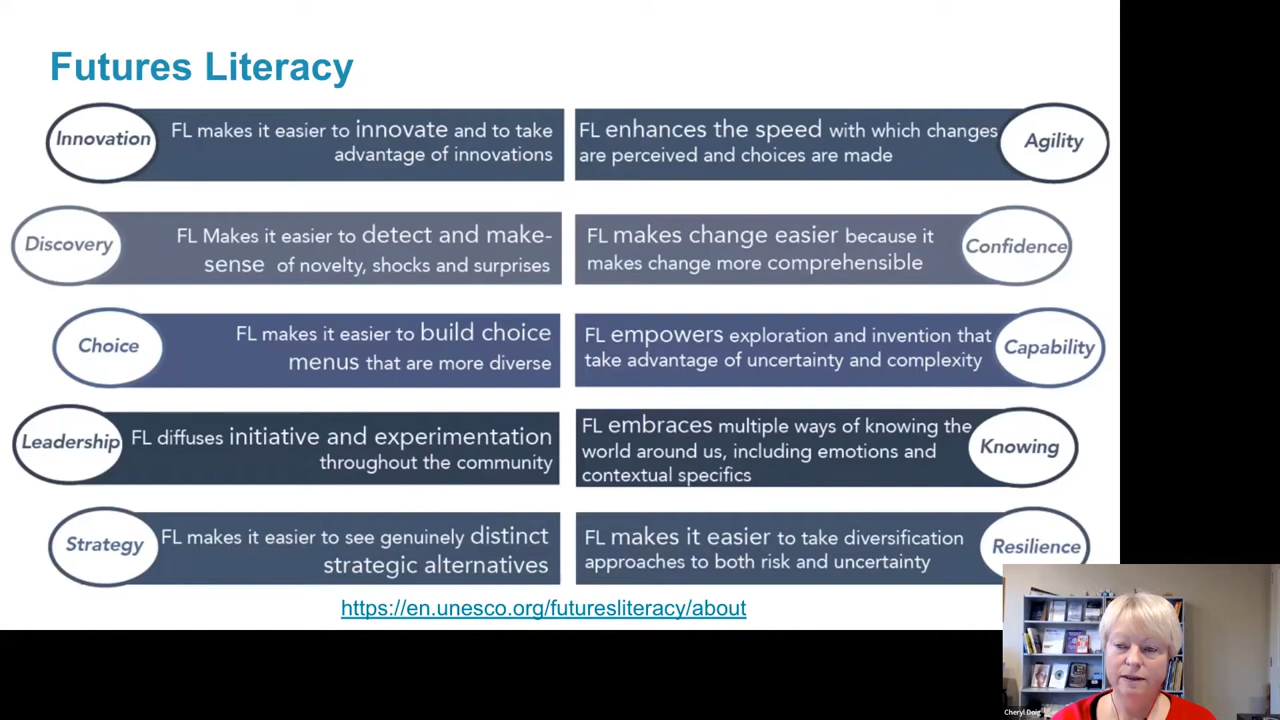 Futures Literacy
Innovation
FL makes it easier to innovate and to take
advantage of innovations
FL enhances the speed with which changes
are perceived and choices are made
Agility
Discovery
FL Makes it easier to detect and make-
sense of novelty, shocks and surprises
FL makes change easier because it
makes change more comprehensible
Confidence
Choice
FL makes it easier to build choice
menus that are more diverse
FL empowers exploration and invention that
take advantage of uncertainty and complexity
Capability
Leadership
FL diffuses initiative and experimentation
throughout the community
FL embraces multiple ways of knowing the
world around us, including emotions and
contextual specifics
Knowing
Strategy
FL makes it easier to see genuinely distinct
strategic alternatives
FL makes it easier to take diversification
approaches to both risk and uncertainty
Resilience
https://en.unesco.org/futuresliteracy/about
Cheryl Doig